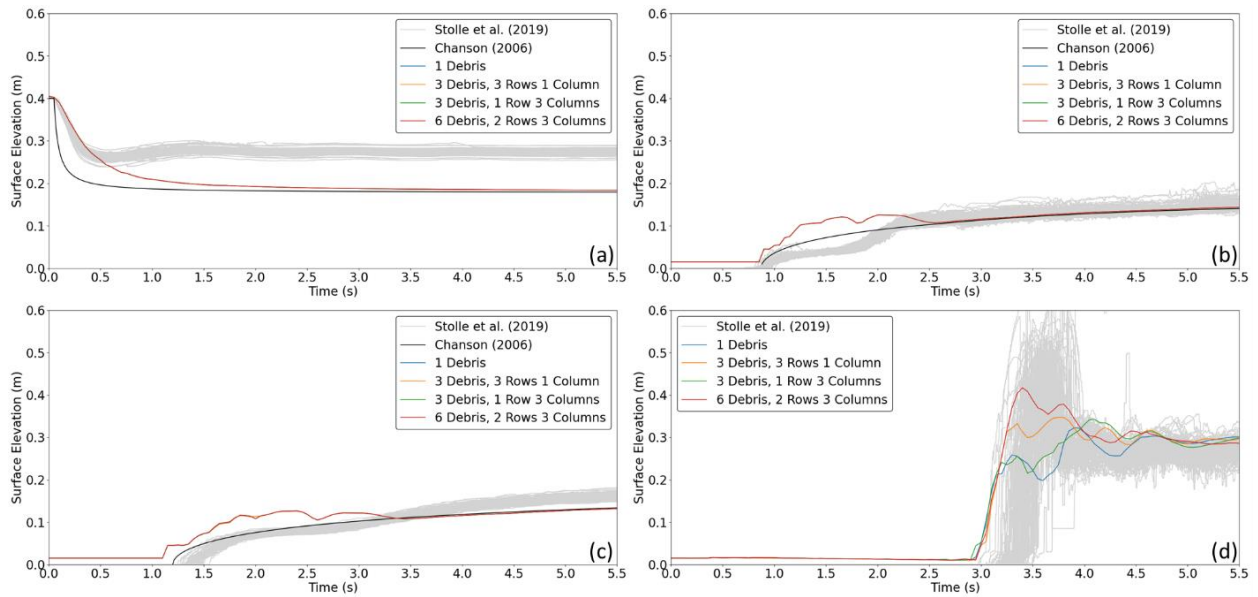 0.6
0.5
0.4
0.3
0.2
0.1
0.0
Surface Elevation (m)
Stolle et al. (2019)
Chanson (2006)
1 Debris
3 Debris, 3 Rows 1 Column
3 Debris, 1 Row 3 Columns
6 Debris, 2 Rows 3 Columns
(a)
0.0 0.5 1.0 1.5 2.0 2.5 3.0 3.5 4.0 4.5 5.0 5.5
Time (s)
0.6
0.5
0.4
0.3
0.2
0.1
0.0
Surface Elevation (m)
Stolle et al. (2019)
Chanson (2006)
1 Debris
3 Debris, 3 Rows 1 Column
3 Debris, 1 Row 3 Columns
6 Debris, 2 Rows 3 Columns
(b)
0.0 0.5 1.0 1.5 2.0 2.5 3.0 3.5 4.0 4.5 5.0 5.5
Time (s)
0.6
0.5
0.4
0.3
0.2
0.1
0.0
Surface Elevation (m)
Stolle et al. (2019)
Chanson (2006)
1 Debris
3 Debris, 3 Rows 1 Column
3 Debris, 1 Row 3 Columns
6 Debris, 2 Rows 3 Columns
(c)
0.0 0.5 1.0 1.5 2.0 2.5 3.0 3.5 4.0 4.5 5.0 5.5
Time (s)
0.6
0.5
0.4
0.3
0.2
0.1
0.0
Surface Elevation (m)
Stolle et al. (2019)
1 Debris
3 Debris, 3 Rows 1 Column
3 Debris, 1 Row 3 Columns
6 Debris, 2 Rows 3 Columns
(d)
0.0 0.5 1.0 1.5 2.0 2.5 3.0 3.5 4.0 4.5 5.0 5.5
Time (s)